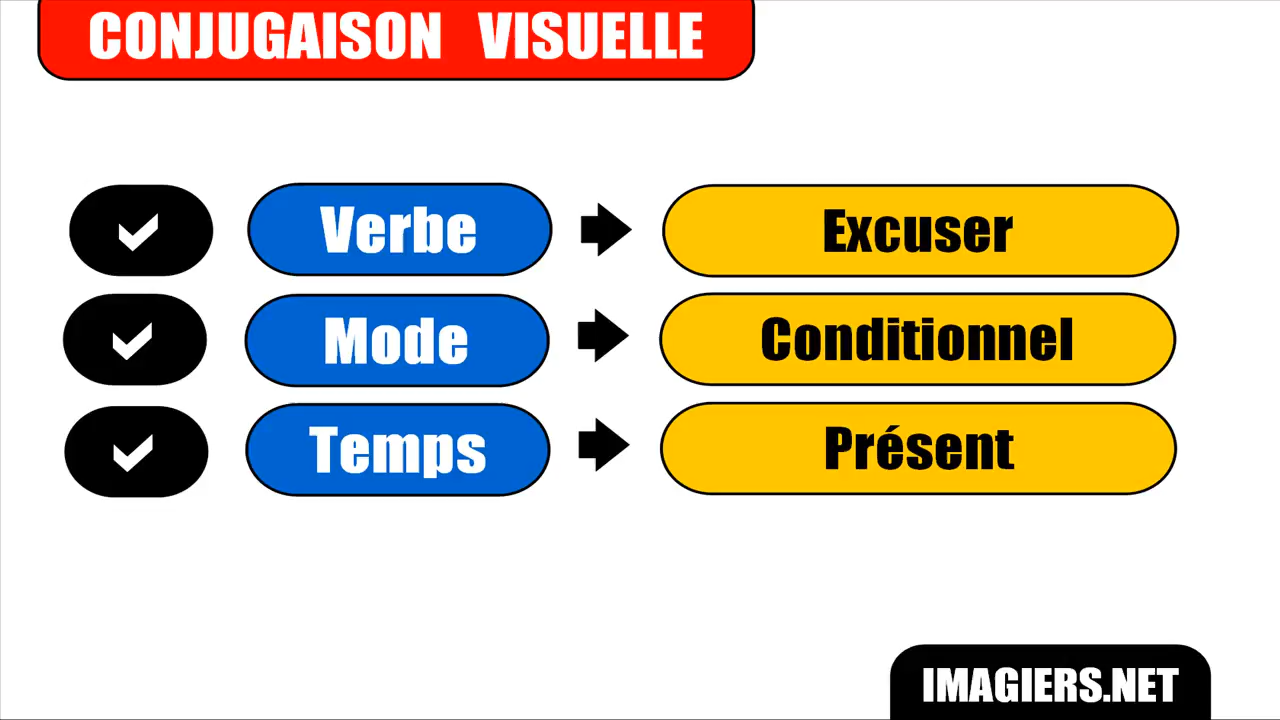 CONJUGAISON VISUELLE
Verbe Excuser
Mode Conditionnel
Temps Présent
IMAGIERS.NET